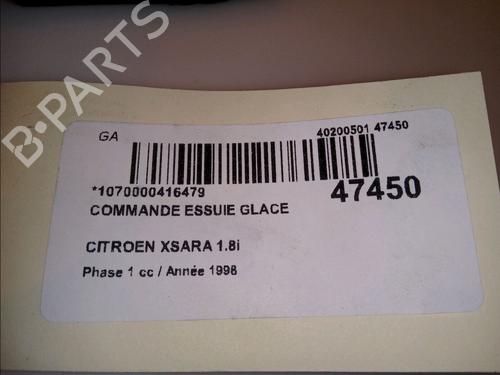 B-PARTS
GA
40200501 47450
*1070000416479
47450
COMMANDE ESSUIE GLACE
CITROEN XSARA 1.8i
Phase 1 cc / Année 1998